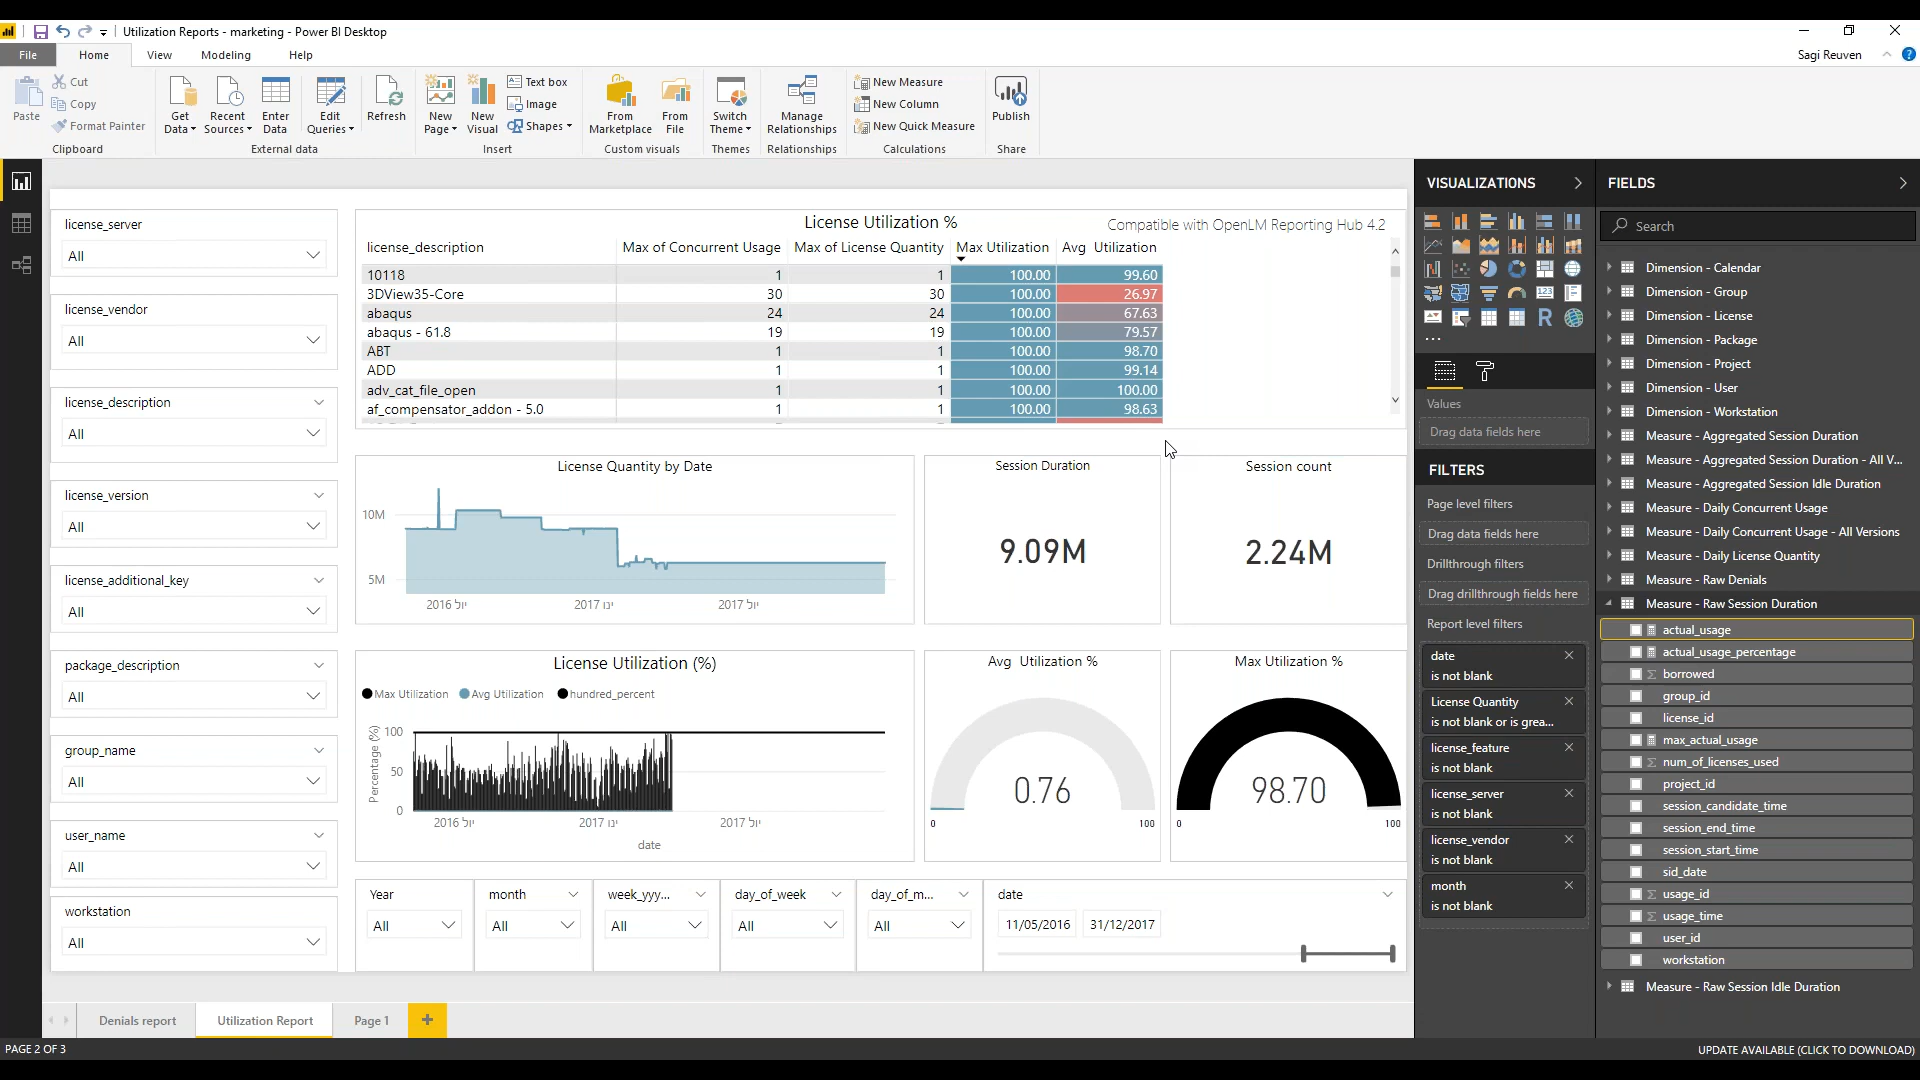 Utilization Reports - marketing - Power BI Desktop
File Home View Modeling Help
Sagi Reuven
Paste
Cut
Copy
Format Painter
Clipboard
Get Data
Recent Sources
Enter Data
Edit Queries
Refresh
External data
New Page
New Visual
Text box
Image
Shapes
Insert
From Marketplace
From File
Custom visuals
Switch Theme
Themes
Manage Relationships
Relationships
New Measure
New Column
New Quick Measure
Calculations
Publish
Share
license_server
All
license_vendor
All
license_description
All
license_version
All
license_additional_key
All
package_description
All
group_name
All
user_name
All
workstation
All
License Utilization %
Compatible with OpenLM Reporting Hub 4.2
license_description Max of Concurrent Usage Max of License Quantity Max Utilization Avg Utilization
10118 1 1 100.00 99.60
3DView35-Core 30 30 100.00 26.97
abaqus 24 24 100.00 67.63
abaqus - 61.8 19 19 100.00 79.57
ABT 1 1 100.00 98.70
ADD 1 1 100.00 99.14
adv_cat_file_open 1 1 100.00 100.00
af_compensator_addon - 5.0 1 1 100.00 98.63
License Quantity by Date
10M
5M
יול 2016 ינו 2017 יול 2017
Session Duration
9.09M
Session count
2.24M
License Utilization (%)
Max Utilization Avg Utilization hundred_percent
Percentage (%)
100
50
0
יול 2016 ינו 2017 יול 2017
date
Avg Utilization %
0.76
0 100
Max Utilization %
98.70
0 100
Year
All
month
All
week_yyy...
All
day_of_week
All
day_of_m...
All
date
11/05/2016 31/12/2017
VISUALIZATIONS
R
123
...
Values
Drag data fields here
FILTERS
Page level filters
Drag data fields here
Drillthrough filters
Drag drillthrough fields here
Report level filters
date
is not blank
License Quantity
is not blank or is grea...
license_feature
is not blank
license_server
is not blank
license_vendor
is not blank
month
is not blank
FIELDS
Search
Dimension - Calendar
Dimension - Group
Dimension - License
Dimension - Package
Dimension - Project
Dimension - User
Dimension - Workstation
Measure - Aggregated Session Duration
Measure - Aggregated Session Duration - All V...
Measure - Aggregated Session Idle Duration
Measure - Daily Concurrent Usage
Measure - Daily Concurrent Usage - All Versions
Measure - Daily License Quantity
Measure - Raw Denials
Measure - Raw Session Duration
actual_usage
actual_usage_percentage
borrowed
group_id
license_id
max_actual_usage
num_of_licenses_used
project_id
session_candidate_time
session_end_time
session_start_time
sid_date
usage_id
usage_time
user_id
workstation
Measure - Raw Session Idle Duration
Denials report Utilization Report Page 1
PAGE 2 OF 3
UPDATE AVAILABLE (CLICK TO DOWNLOAD)